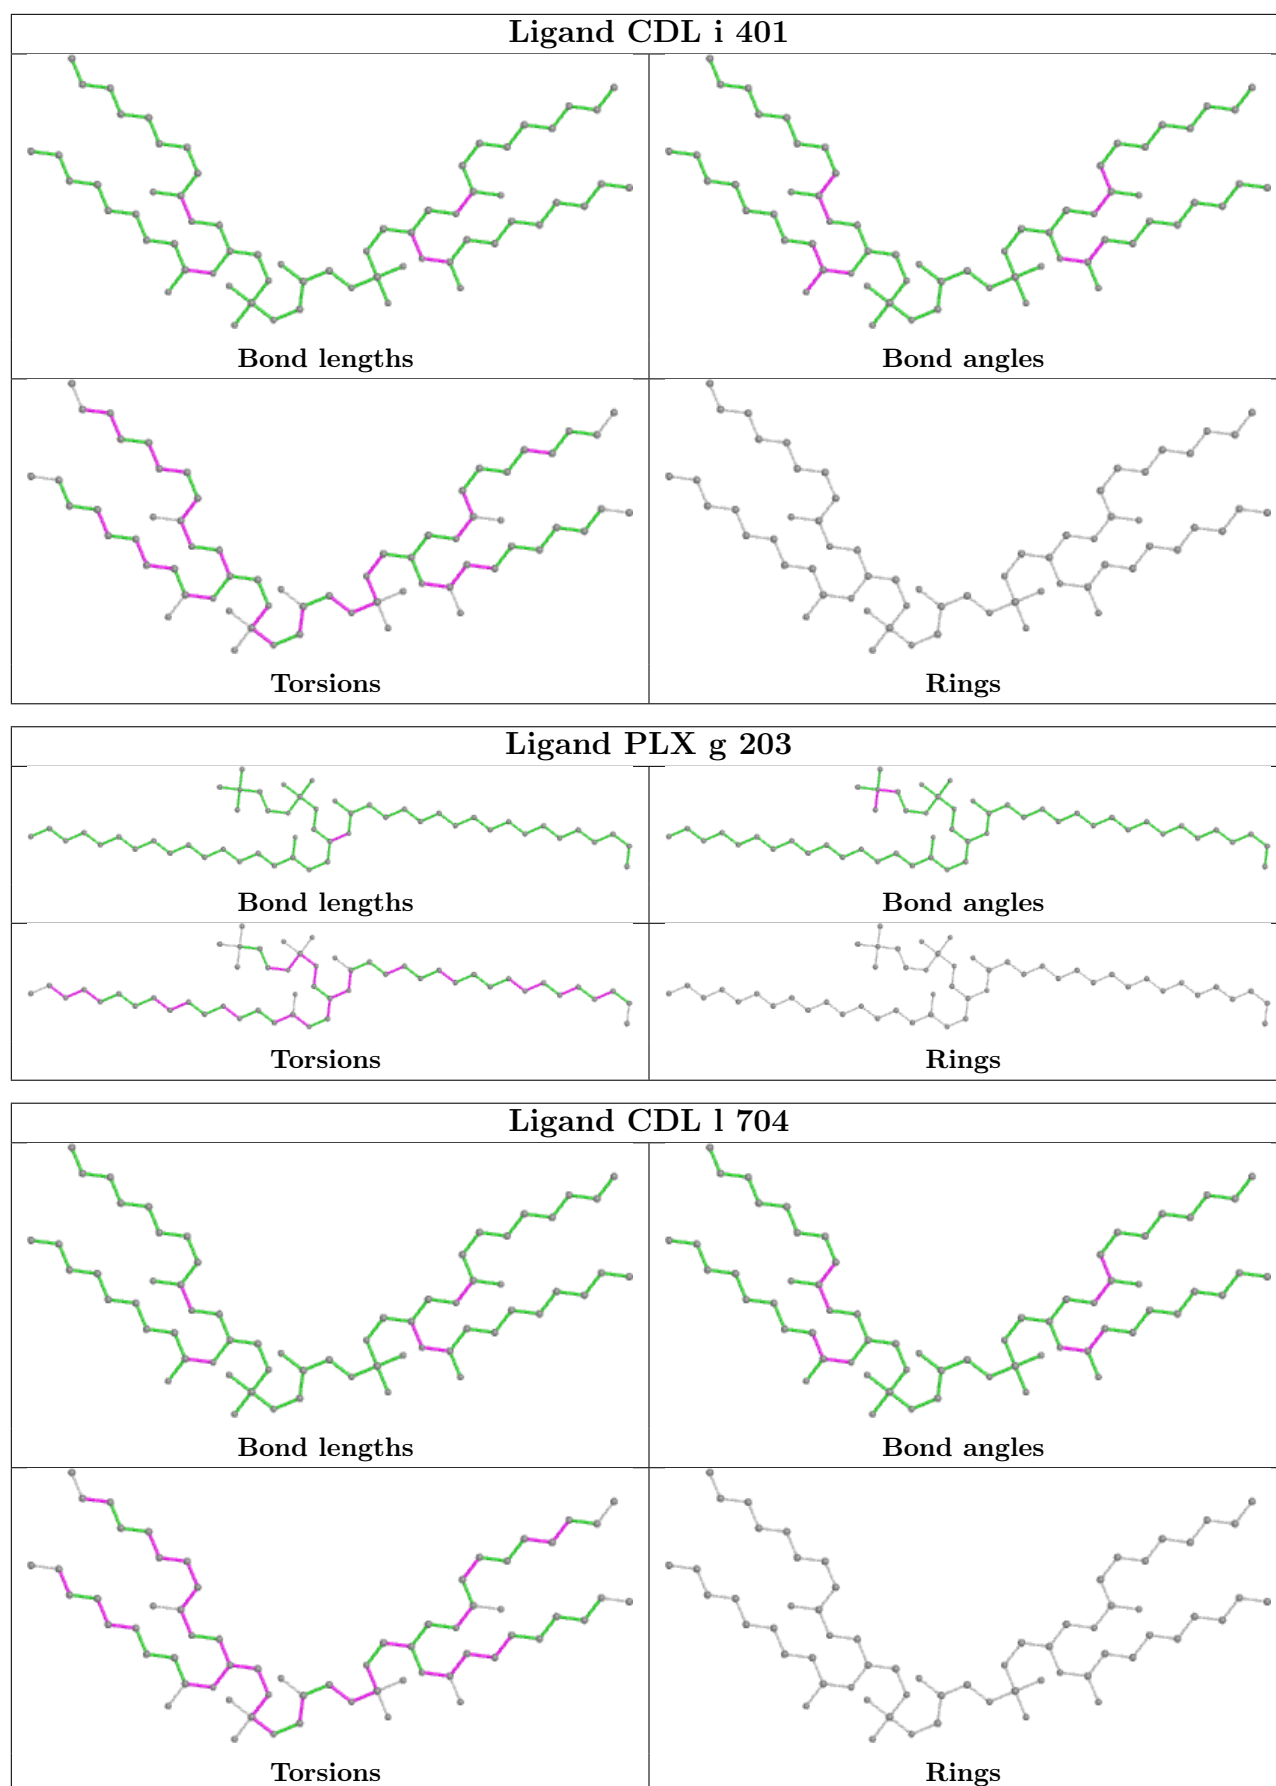 Ligand CDL i 401
Bond lengths
Bond angles
Torsions
Rings
Ligand PLX g 203
Bond lengths
Bond angles
Torsions
Rings
Ligand CDL l 704
Bond lengths
Bond angles
Torsions
Rings